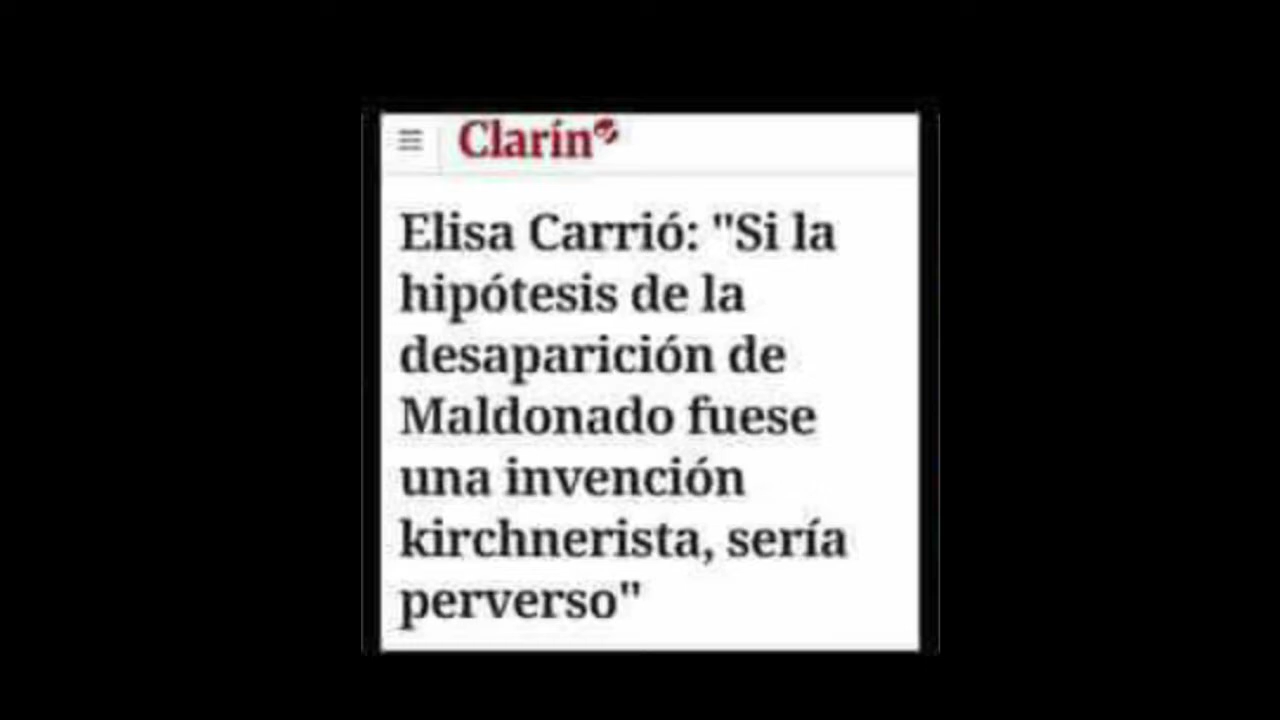 Clarín
Elisa Carrió: "Si la
hipótesis de la
desaparición de
Maldonado fuese
una invención
kirchnerista, sería
perverso"